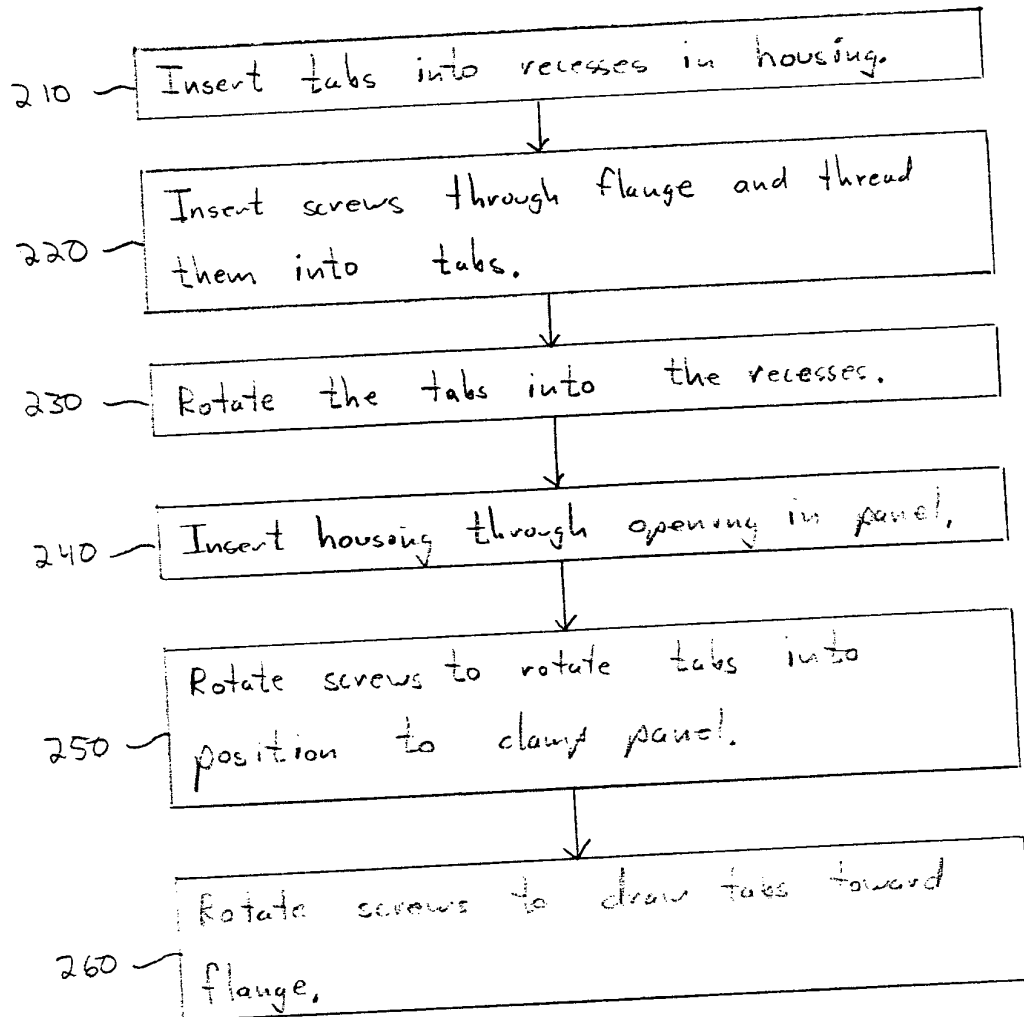 210 Insert tabs into recesses in housing.
220 Insert screws through flange and thread
them into tabs.
230 Rotate the tabs into the recesses.
240 Insert housing through opening in panel.
250 Rotate screws to rotate tabs into
position to clamp panel.
260 Rotate screws to draw tabs toward
flange.